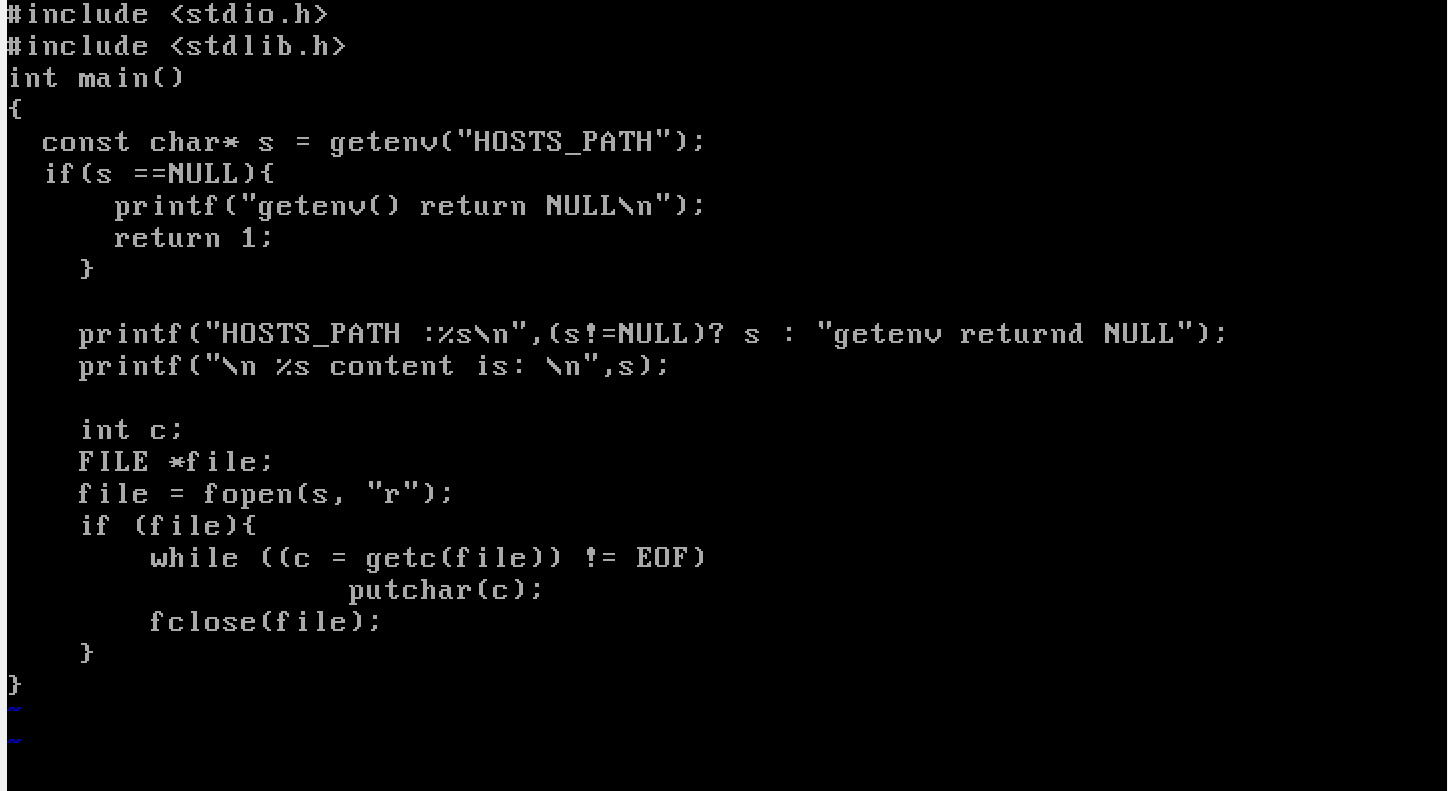 #include <stdio.h>
#include <stdlib.h>
int main()
{
  const char* s = getenv("HOSTS_PATH");
  if(s ==NULL){
      printf("getenv() return NULL\n");
      return 1;
    }

    printf("HOSTS_PATH :%s\n",(s!=NULL)? s : "getenv returnd NULL");
    printf("\n %s content is: \n",s);

    int c;
    FILE *file;
    file = fopen(s, "r");
    if (file){
        while ((c = getc(file)) != EOF)
                   putchar(c);
        fclose(file);
    }
}
~
~